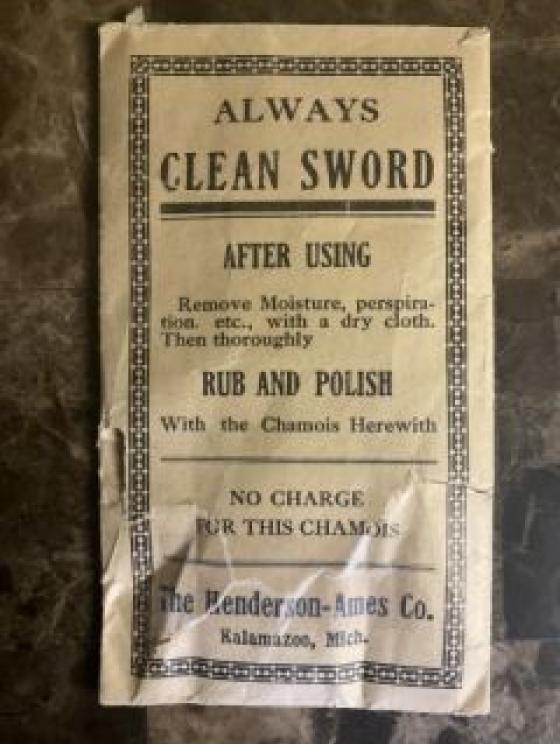 ALWAYS
CLEAN SWORD
AFTER USING
Remove Moisture, perspira-
tion. etc., with a dry cloth.
Then thoroughly
RUB AND POLISH
With the Chamois Herewith
NO CHARGE
FOR THIS CHAMOIS
The Henderson-Ames Co.
Kalamazoo, Mich.